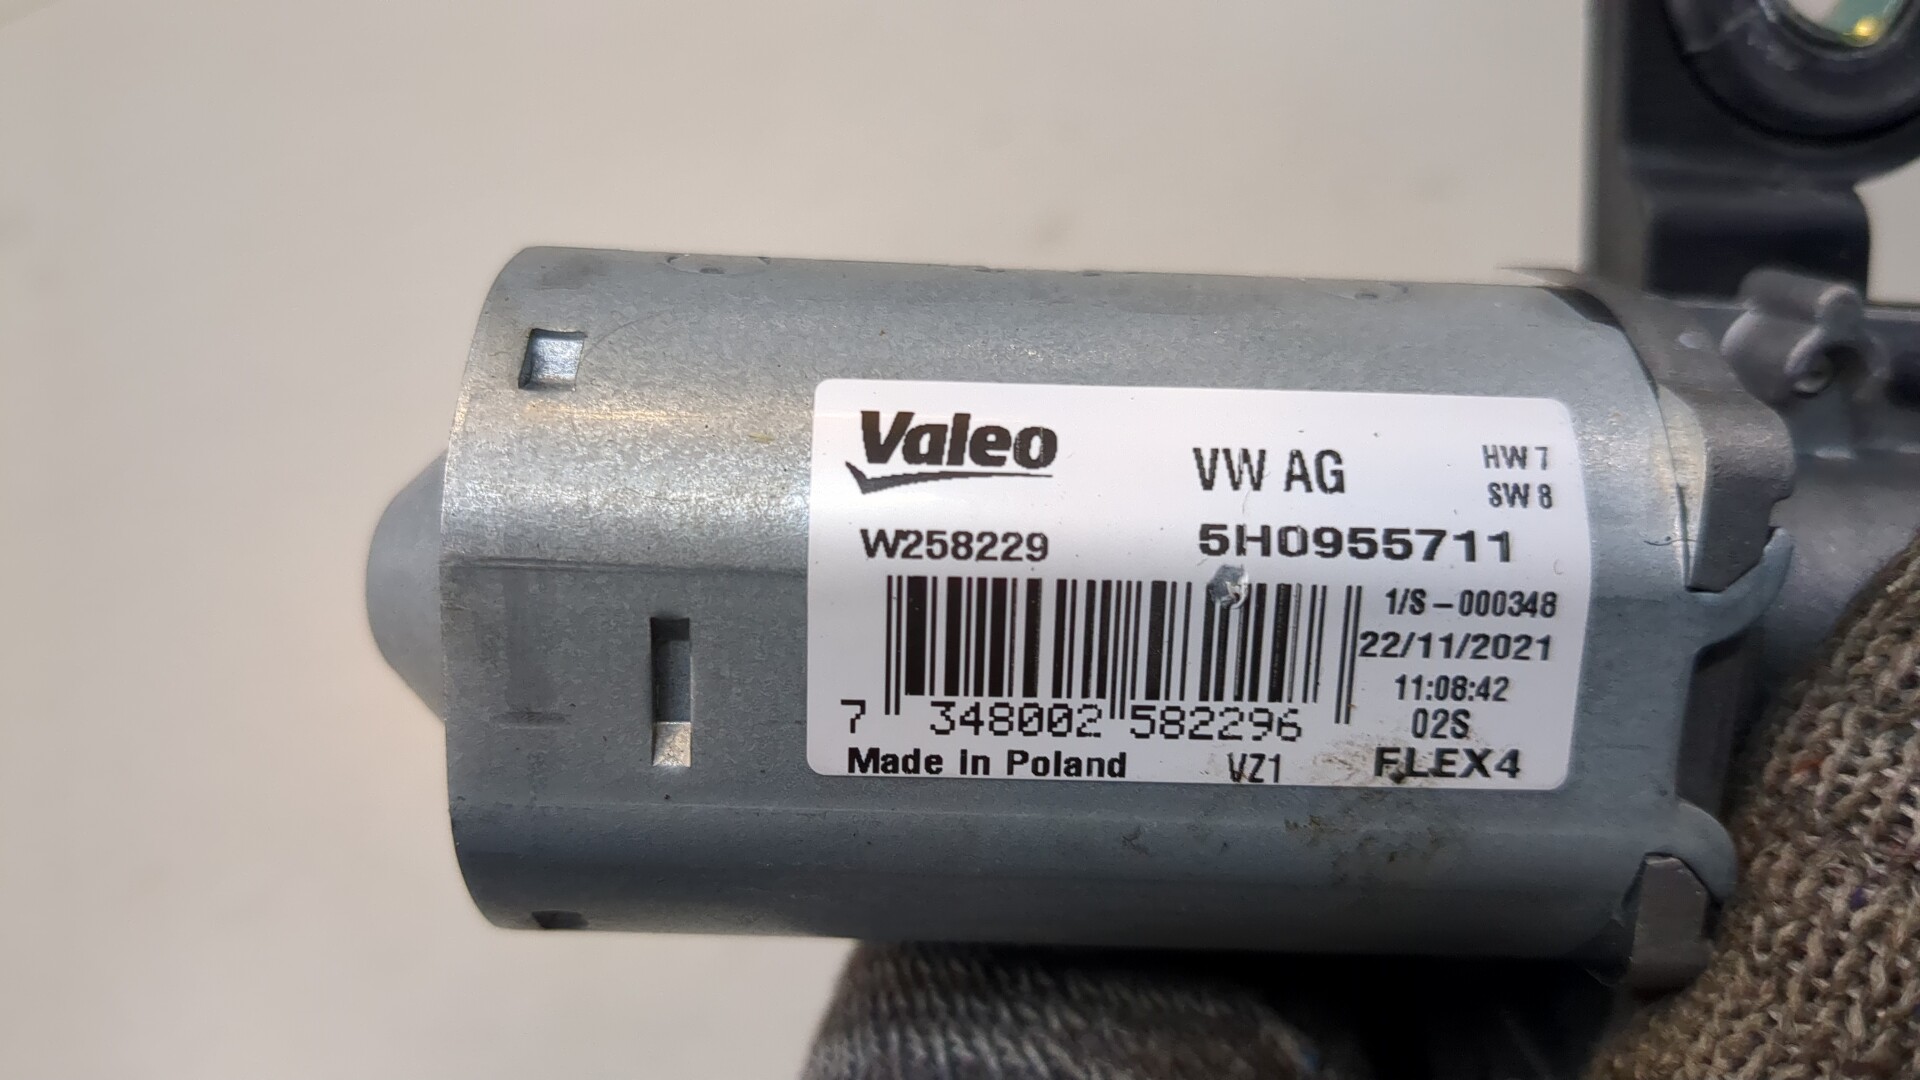 Valeo
VW AG
HW 7
SW 8
W258229
5H0955711
1/S-000348
22/11/2021
11:08:42
02S
7 348002 582296
Made in Poland
VZ1
FLEX4